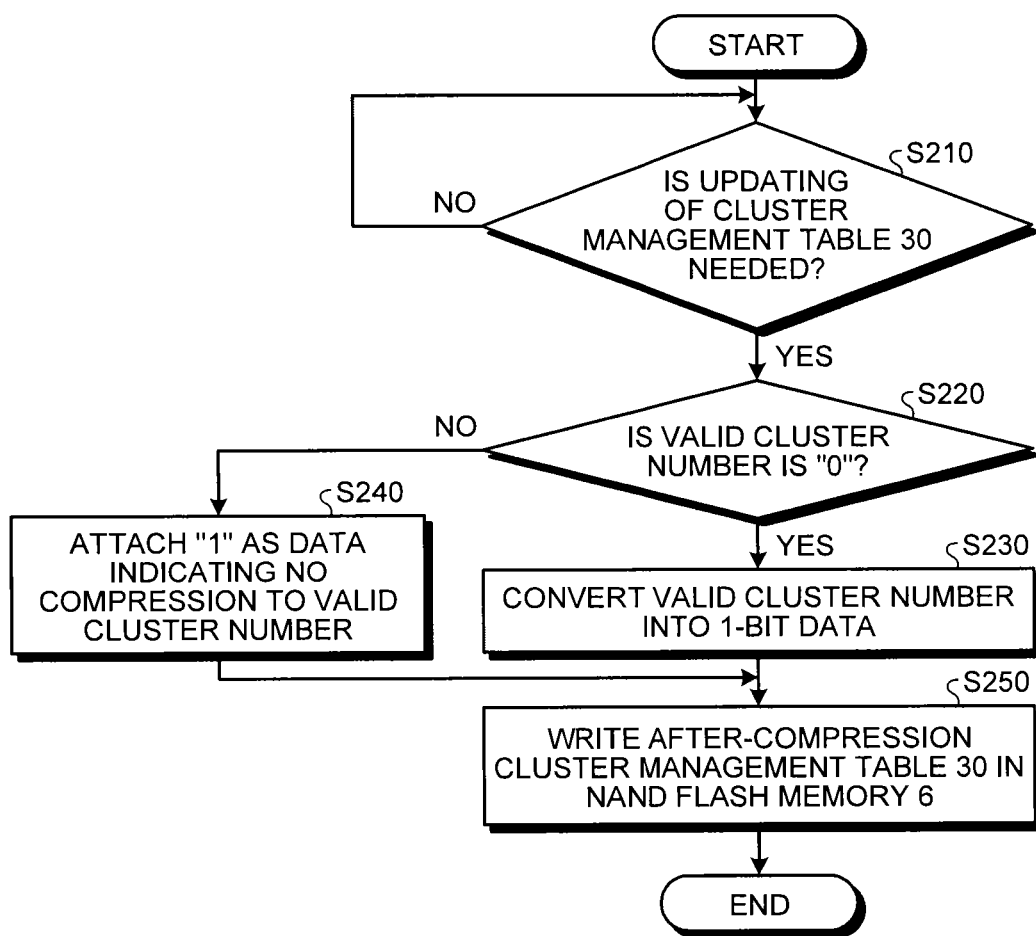 START
S210
IS UPDATING
OF CLUSTER
MANAGEMENT TABLE 30
NEEDED?
NO
YES
S220
IS VALID CLUSTER
NUMBER IS "0"?
NO
YES
S240
ATTACH "1" AS DATA
INDICATING NO
COMPRESSION TO VALID
CLUSTER NUMBER
S230
CONVERT VALID CLUSTER NUMBER
INTO 1-BIT DATA
S250
WRITE AFTER-COMPRESSION
CLUSTER MANAGEMENT TABLE 30 IN
NAND FLASH MEMORY 6
END